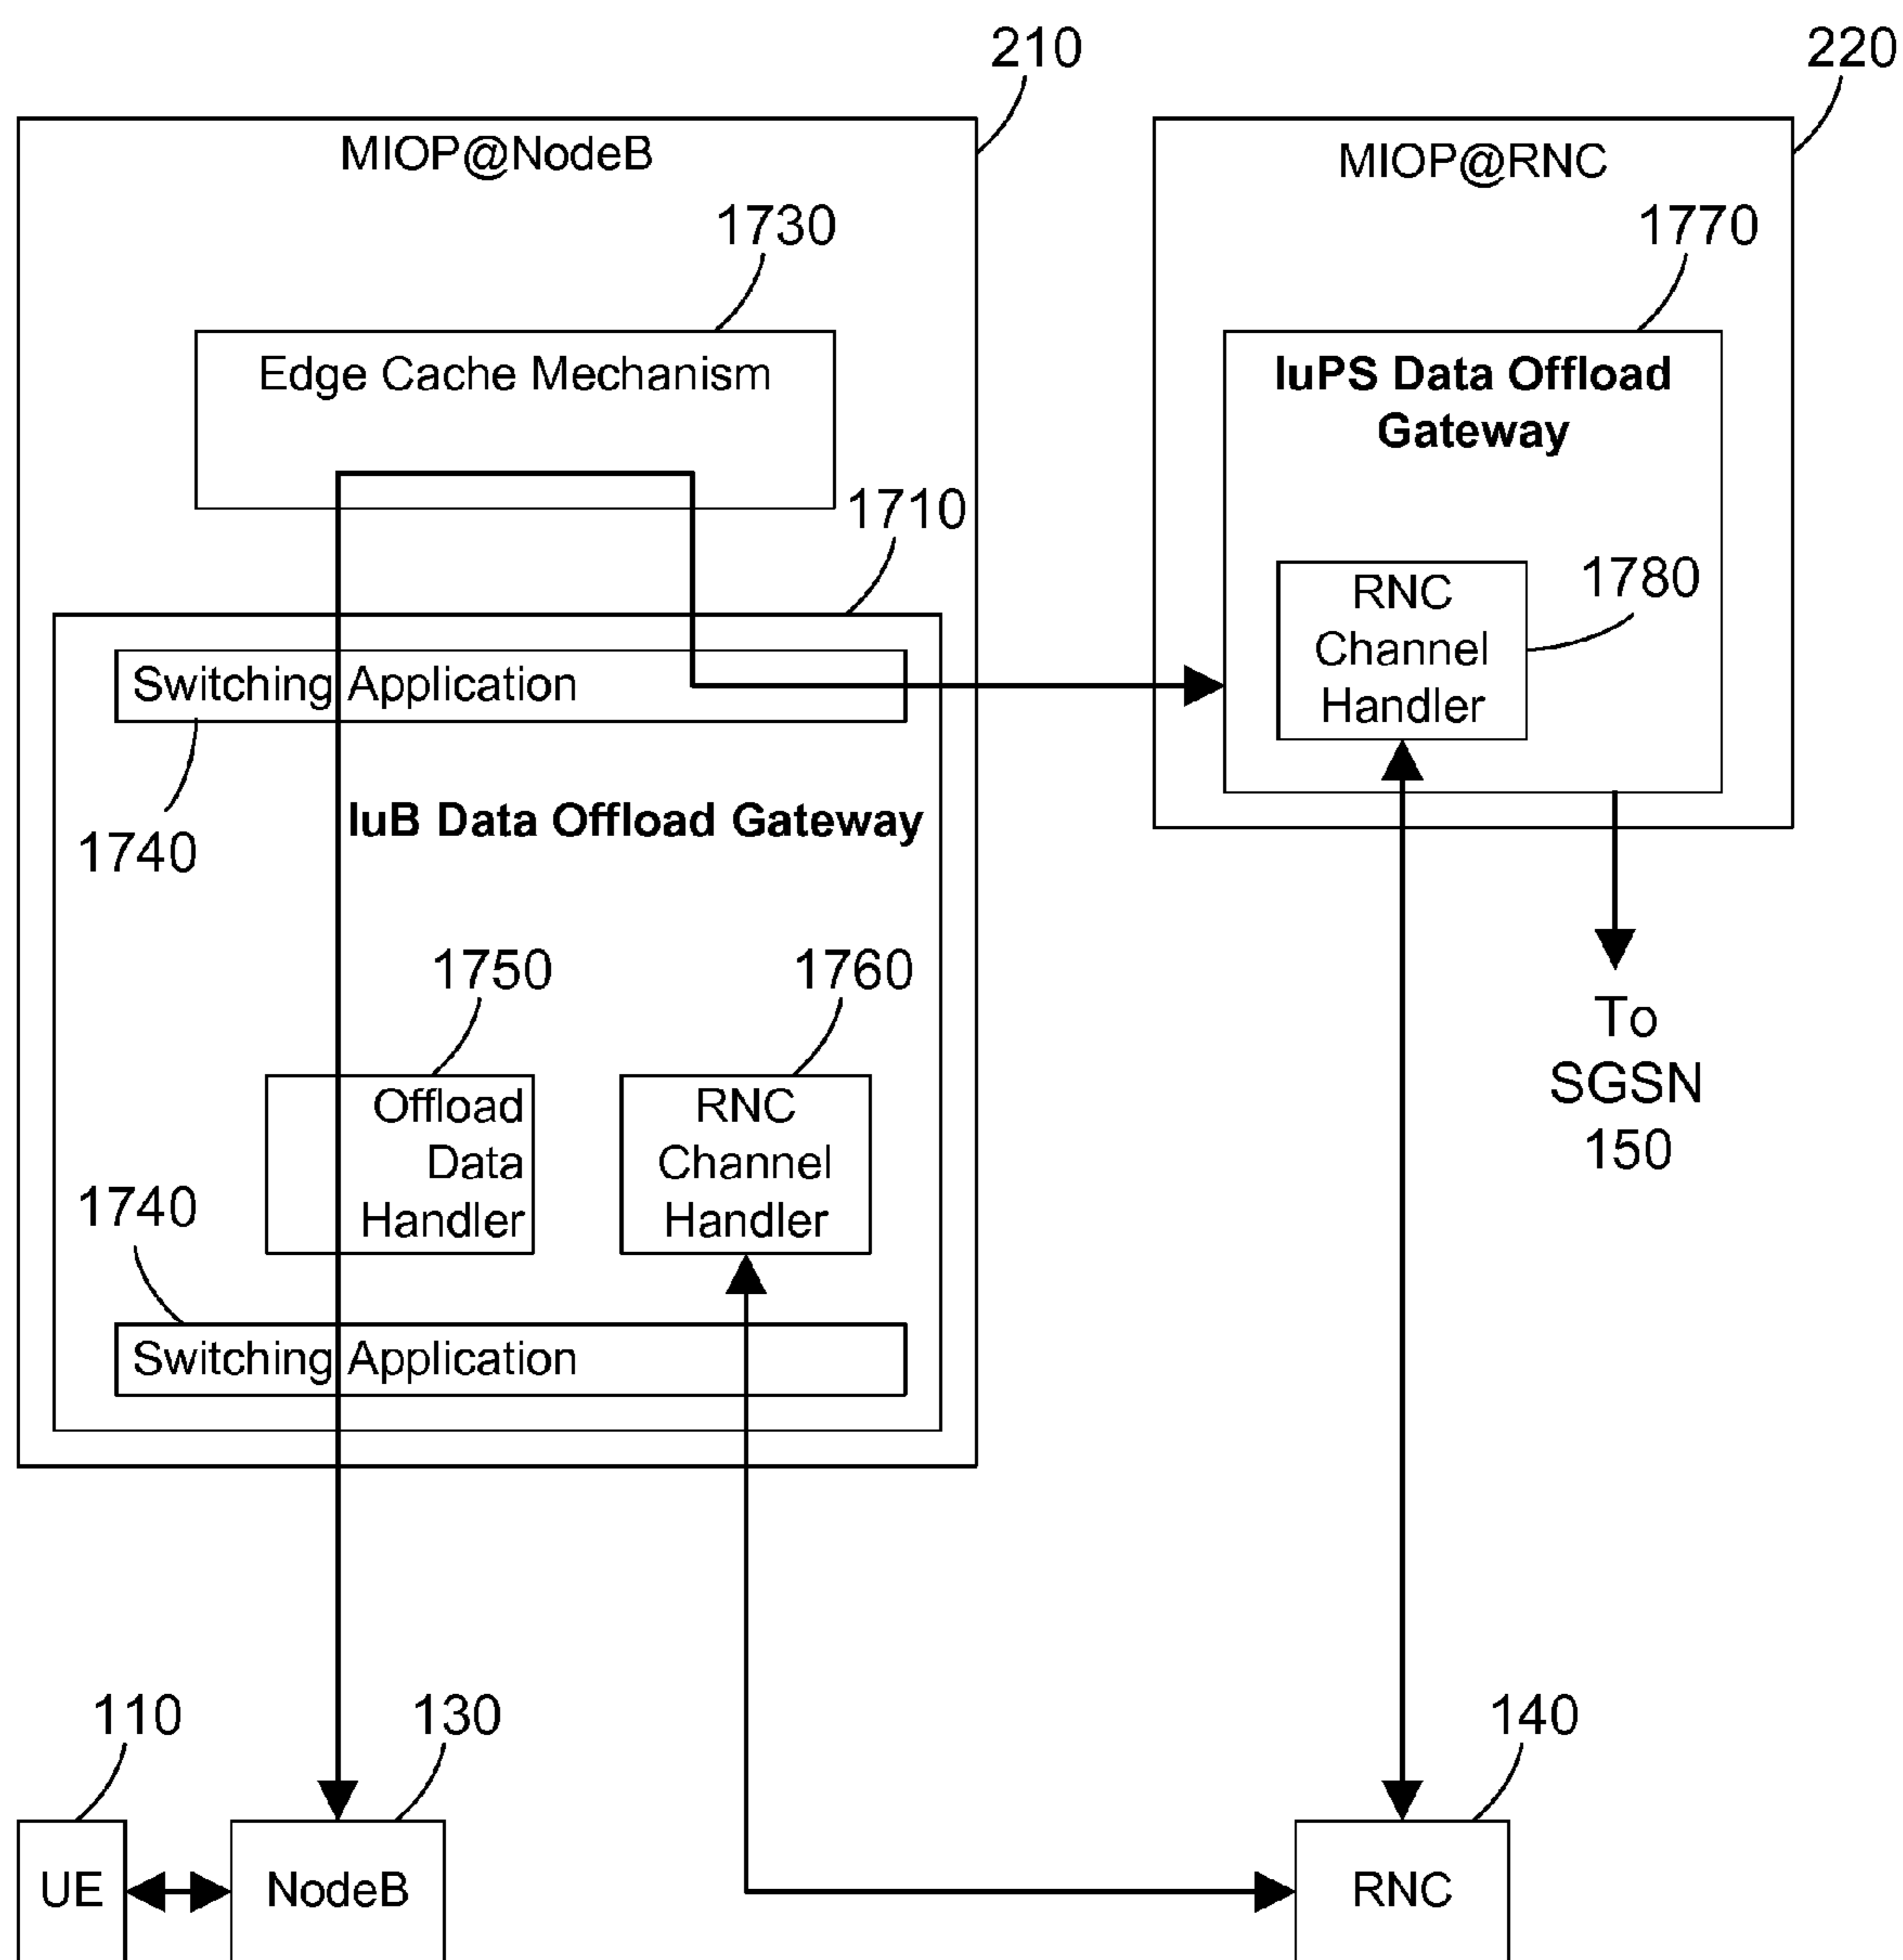 210
220
MIOP@NodeB
MIOP@RNC
1730
1770
Edge Cache Mechanism
IuPS Data Offload
Gateway
1710
1780
RNC
Channel
Handler
Switching Application
1740
IuB Data Offload Gateway
1750
1760
Offload
Data
Handler
RNC
Channel
Handler
To
SGSN
150
1740
Switching Application
110
130
140
UE
NodeB
RNC